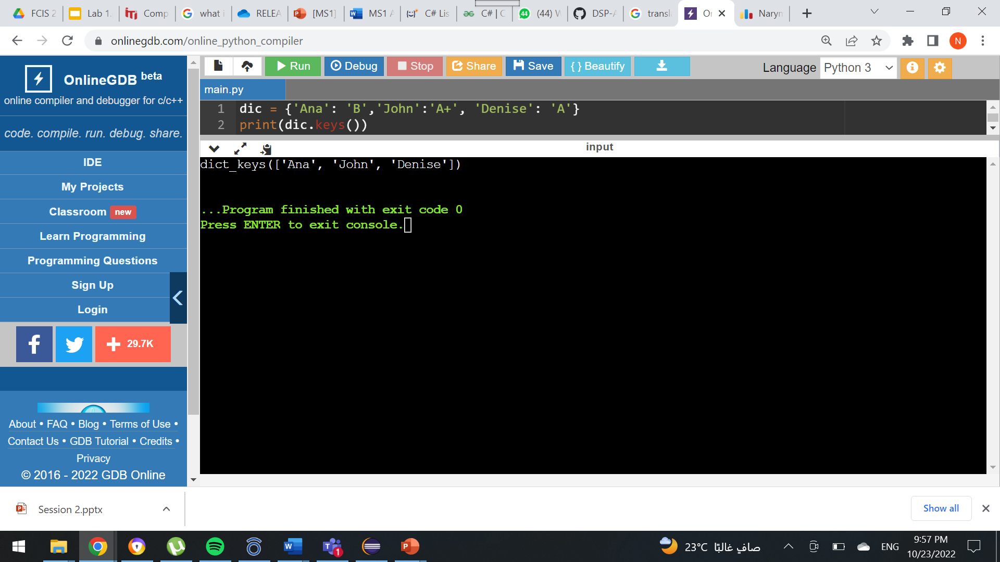 FCIS 2
Lab 1.
Comp
what i
RELEA
[MS1]
MS1 A
C# Lis
C# | C
(44) W
DSP-A
transla
On
Naryn
onlinegdb.com/online_python_compiler
N
OnlineGDB beta
online compiler and debugger for c/c++
code. compile. run. debug. share.
IDE
My Projects
Classroom new
Learn Programming
Programming Questions
Sign Up
Login
29.7K
About • FAQ • Blog • Terms of Use •
Contact Us • GDB Tutorial • Credits •
Privacy
© 2016 - 2022 GDB Online
Run
Debug
Stop
Share
Save
{ } Beautify
Language Python 3
main.py
1 dic = {'Ana': 'B','John':'A+', 'Denise': 'A'}
2 print(dic.keys())
input
dict_keys(['Ana', 'John', 'Denise'])
...Program finished with exit code 0
Press ENTER to exit console.
Session 2.pptx
Show all
1
23°C صافٍ غالبًا
ENG
9:57 PM
10/23/2022